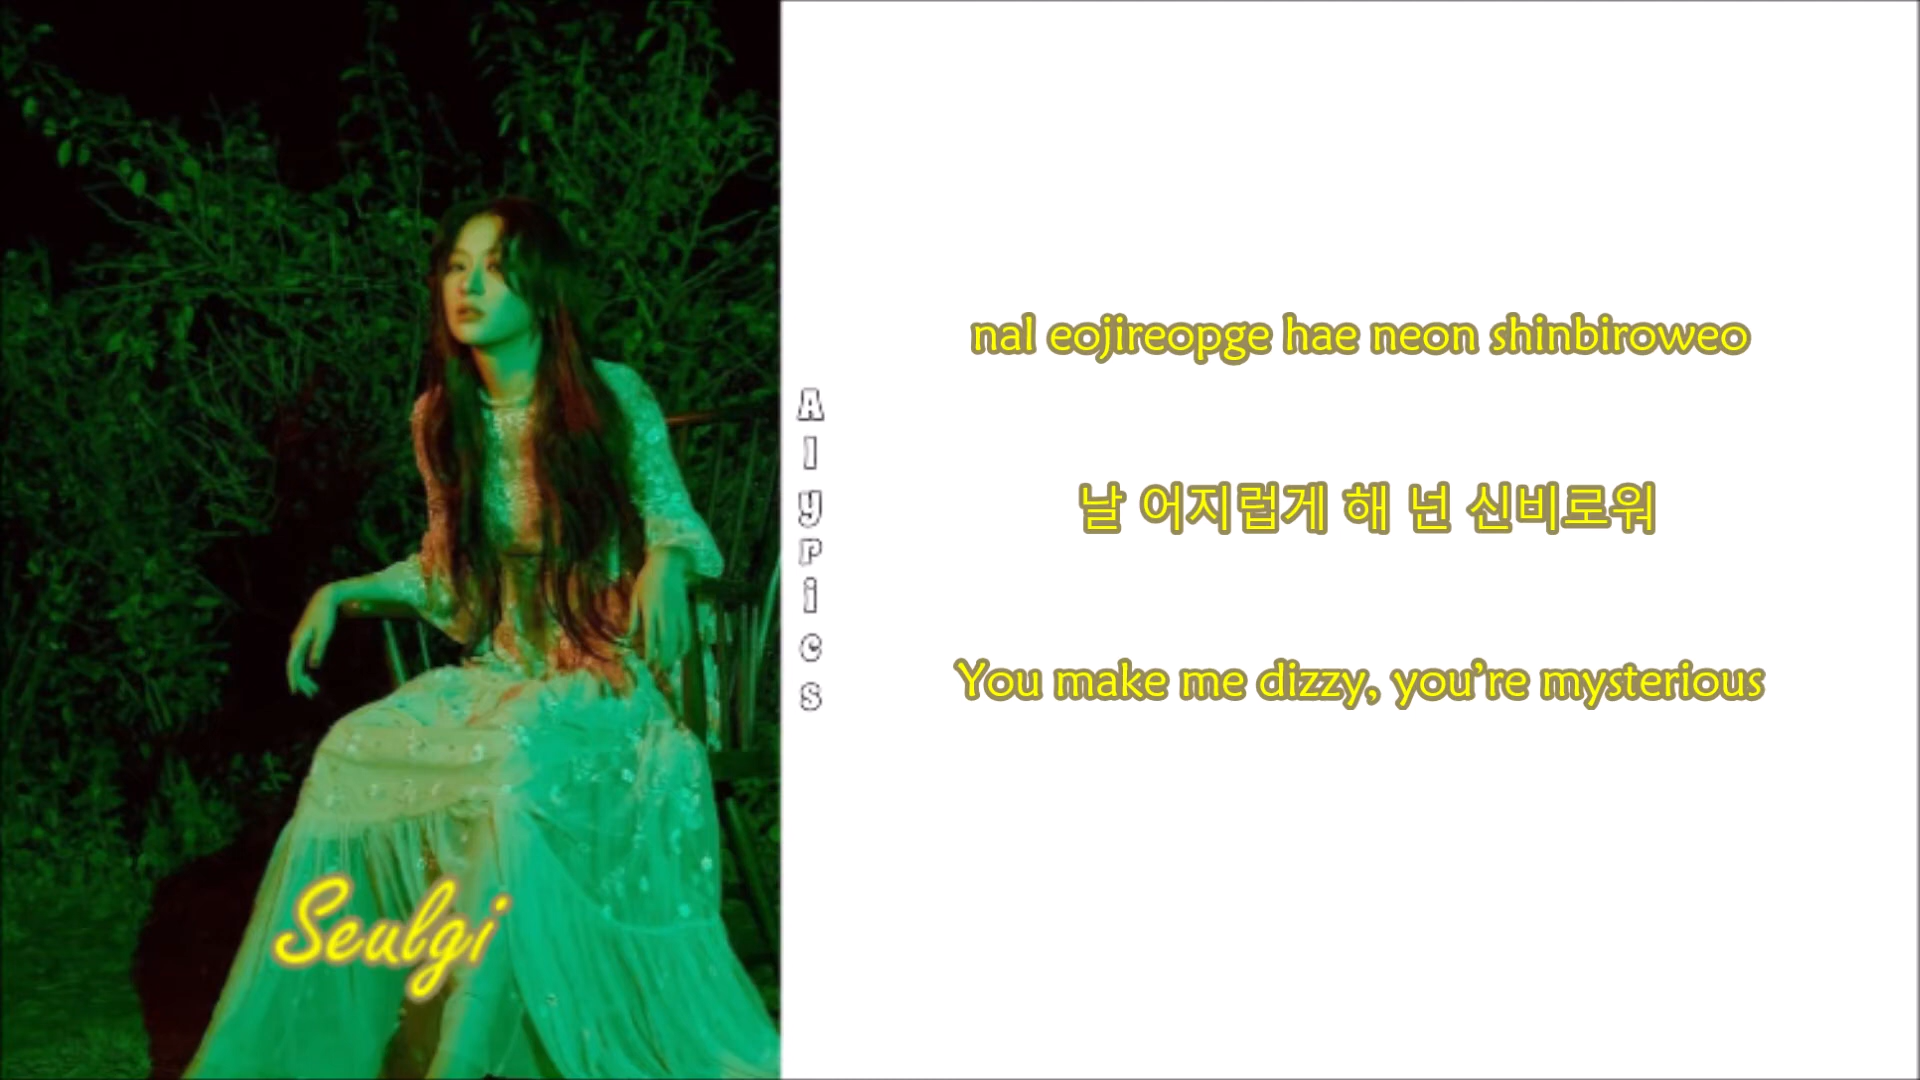 Seulgi
Alyrics
nal eojireopge hae neon shinbiroweo
날 어지럽게 해 넌 신비로워
You make me dizzy, you’re mysterious